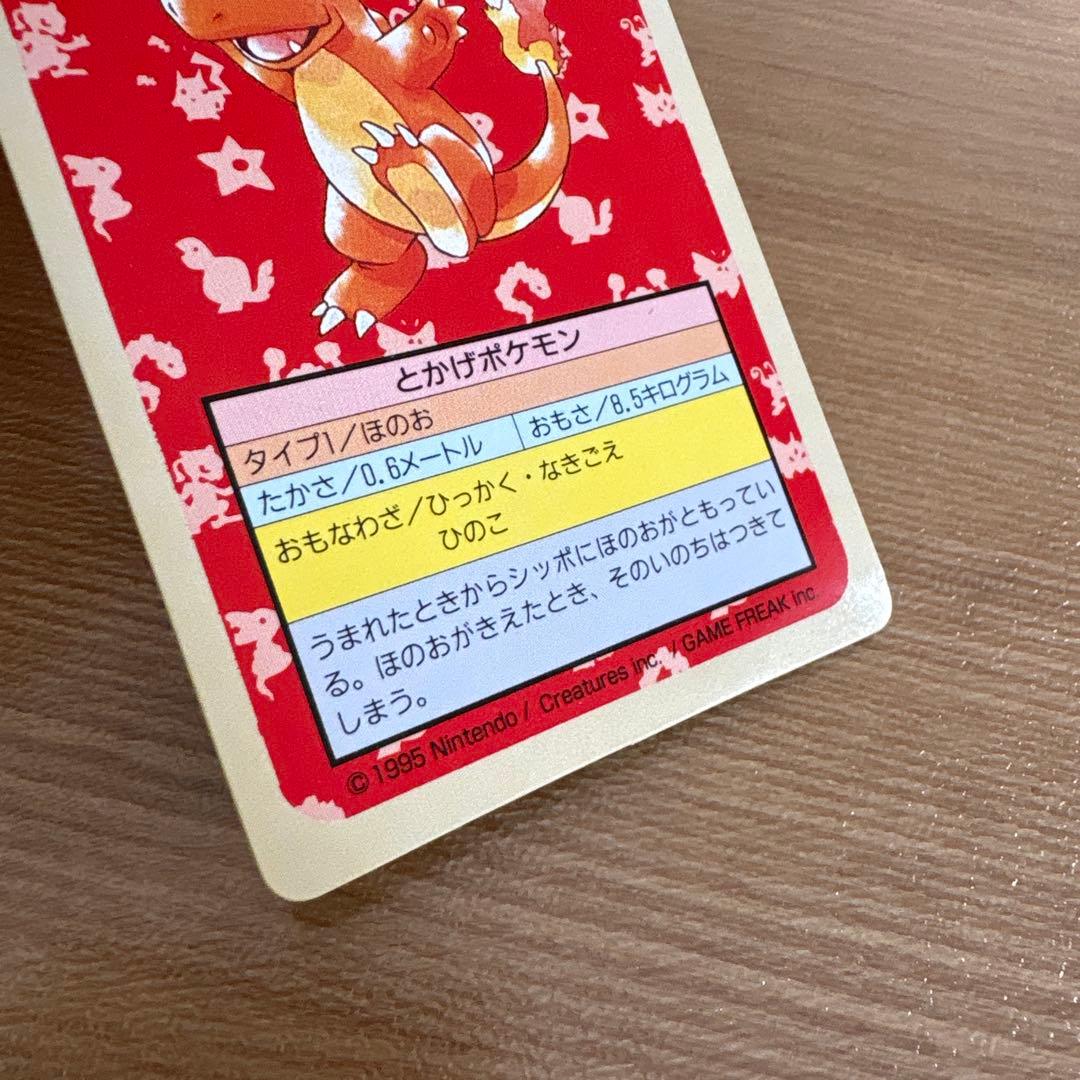 とかげポケモン
タイプ1/ほのお
たかさ/0.6メートル おもさ/8.5キログラム
おもなわざ/ひっかく・なきごえ
ひのこ
うまれたときからシッポにほのおがともってい
る。ほのおがきえたとき、そのいのちはつきて
しまう。
© 1995 Nintendo / Creatures inc. / GAME FREAK inc.